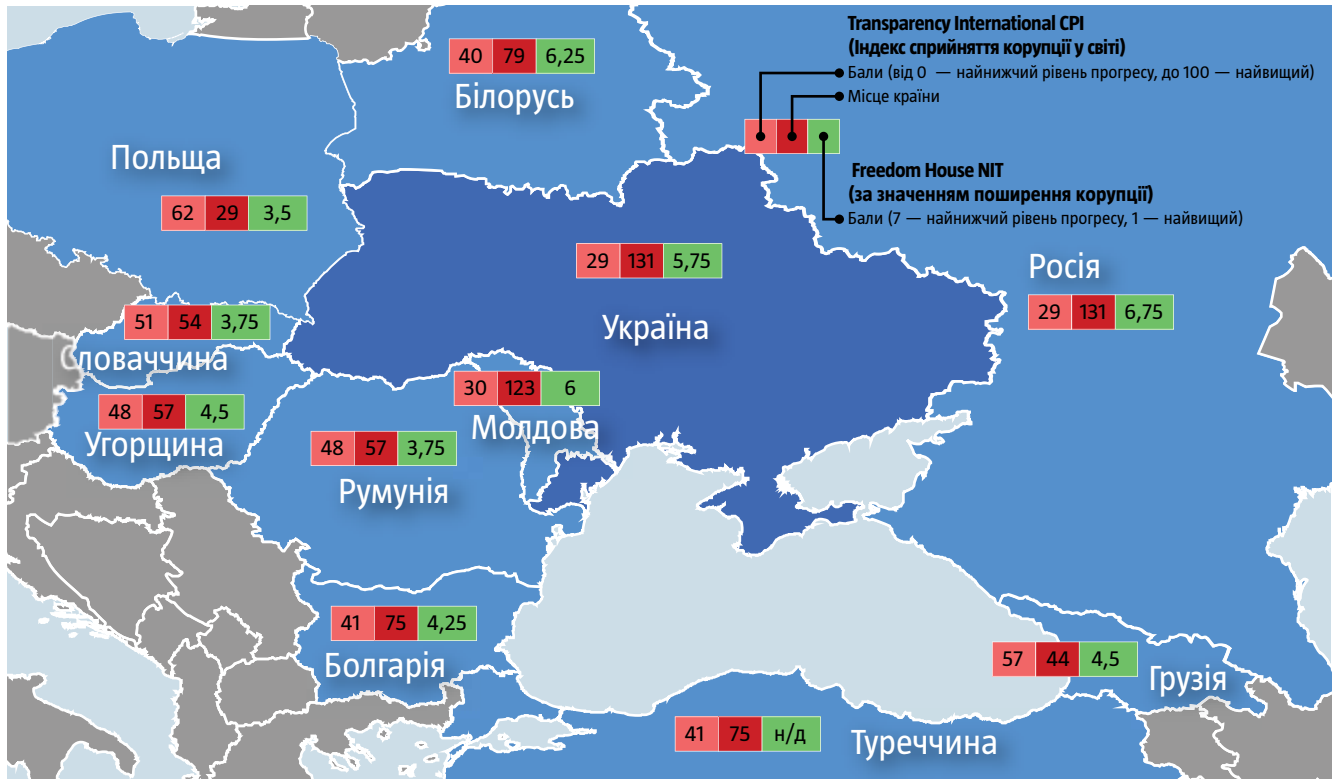 Transparency International CPI
(Індекс сприйняття корупції у світі)
Бали (від 0 — найнижчий рівень прогресу, до 100 — найвищий)
Місце країни
Freedom House NIT
(за значенням поширення корупції)
Бали (7 — найнижчий рівень прогресу, 1 — найвищий)
40 79 6,25
Білорусь
Польща
62 29 3,5
29 131 5,75
Україна
Росія
29 131 6,75
51 54 3,75
Словаччина
48 57 4,5
Угорщина
30 123 6
Молдова
48 57 3,75
Румунія
41 75 4,25
Болгарія
57 44 4,5
Грузія
41 75 н/д
Туреччина